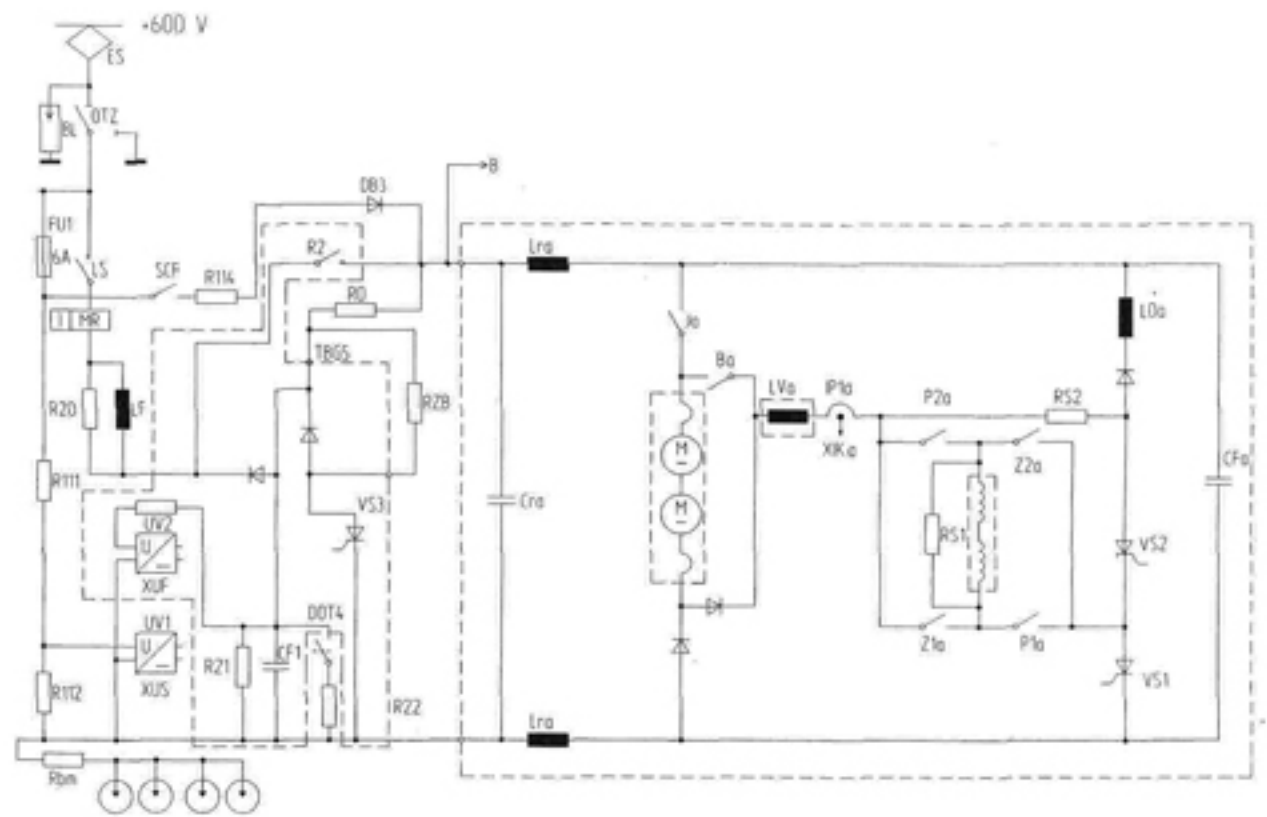 +600 V
ES
OTZ
BL
B
DB3
FU1
6A
LS
SCF
R114
R2
Lra
RD
I MR
Ja
LDa
TBGS
Ba
LVa
IP1a
P2a
RS2
R20
LF
RZB
XIKa
Z2a
CFa
R111
M
Cra
VS3
UV2
RS1
M
VS2
U
XUF
DOT4
UV1
Z1a
P1a
U
R21
CF1
VS1
XUS
R112
R22
Lra
Rbm